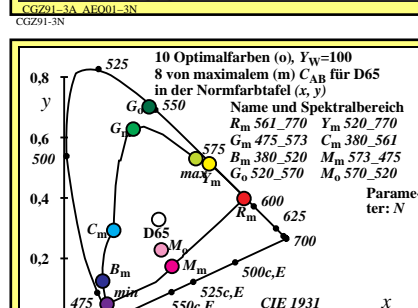 CGZ91-3A_AEQ01-3N
CGZ91-3N
10 Optimalfarben (o), Y_W=100
8 von maximalem (m) C_AB für D65
in der Normfarbtafel (x, y)
Name und Spektralbereich
R_m 561_770 Y_m 520_770
G_m 475_573 C_m 380_561
B_m 380_520 M_m 573_475
G_o 520_570 M_o 570_520
Parame-
ter: N
0,8
y
525
G_o 550
0,6
G_m
500
575
max
Y_m
0,4
600
R_m
625
C_m
D65
700
M_o
0,2
B_m
M_m
500c,E
min
525c,E
475
550c,E
CIE 1931
x